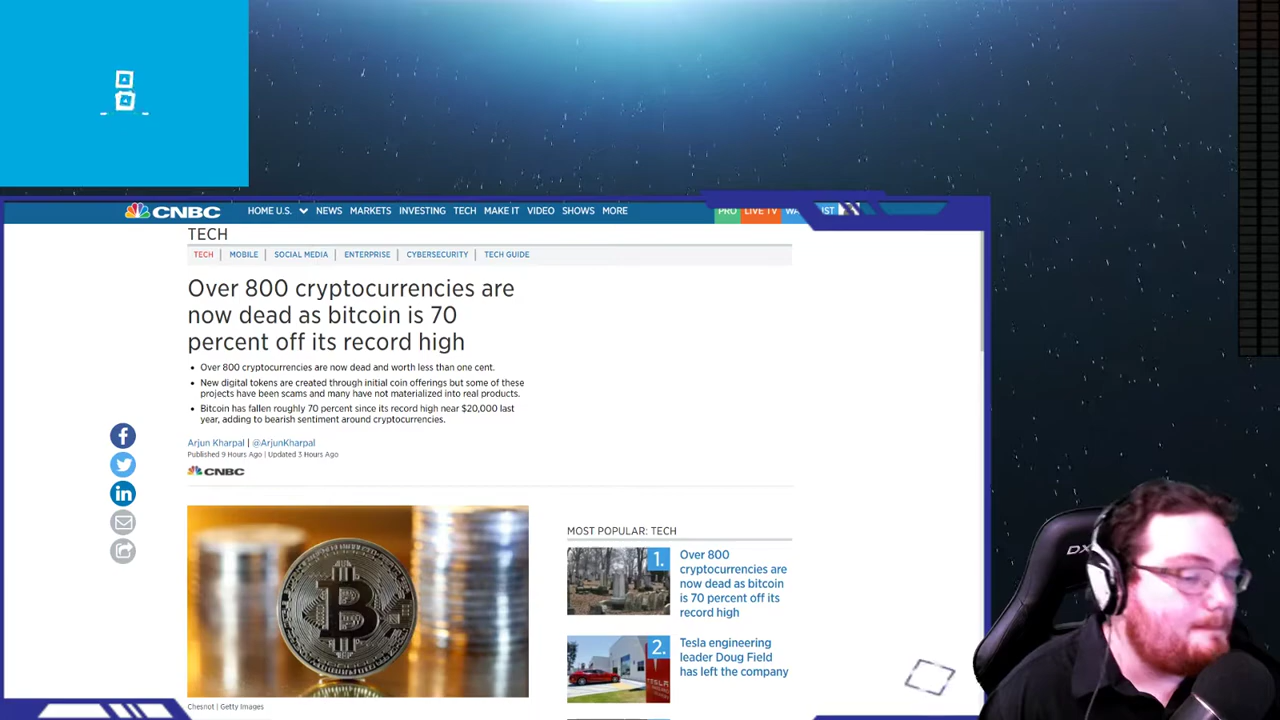 CNBC
HOME U.S. NEWS MARKETS INVESTING TECH MAKE IT VIDEO SHOWS MORE
PRO LIVE TV
TECH
TECH | MOBILE | SOCIAL MEDIA | ENTERPRISE | CYBERSECURITY | TECH GUIDE
Over 800 cryptocurrencies are
now dead as bitcoin is 70
percent off its record high
Over 800 cryptocurrencies are now dead and worth less than one cent.
New digital tokens are created through initial coin offerings but some of these
projects have been scams and many have not materialized into real products.
Bitcoin has fallen roughly 70 percent since its record high near $20,000 last
year, adding to bearish sentiment around cryptocurrencies.
Arjun Kharpal | @ArjunKharpal
Published 9 Hours Ago | Updated 3 Hours Ago
CNBC
Chesnot | Getty Images
MOST POPULAR: TECH
1.
Over 800
cryptocurrencies are
now dead as bitcoin
is 70 percent off its
record high
2.
Tesla engineering
leader Doug Field
has left the company
TESLA
DX